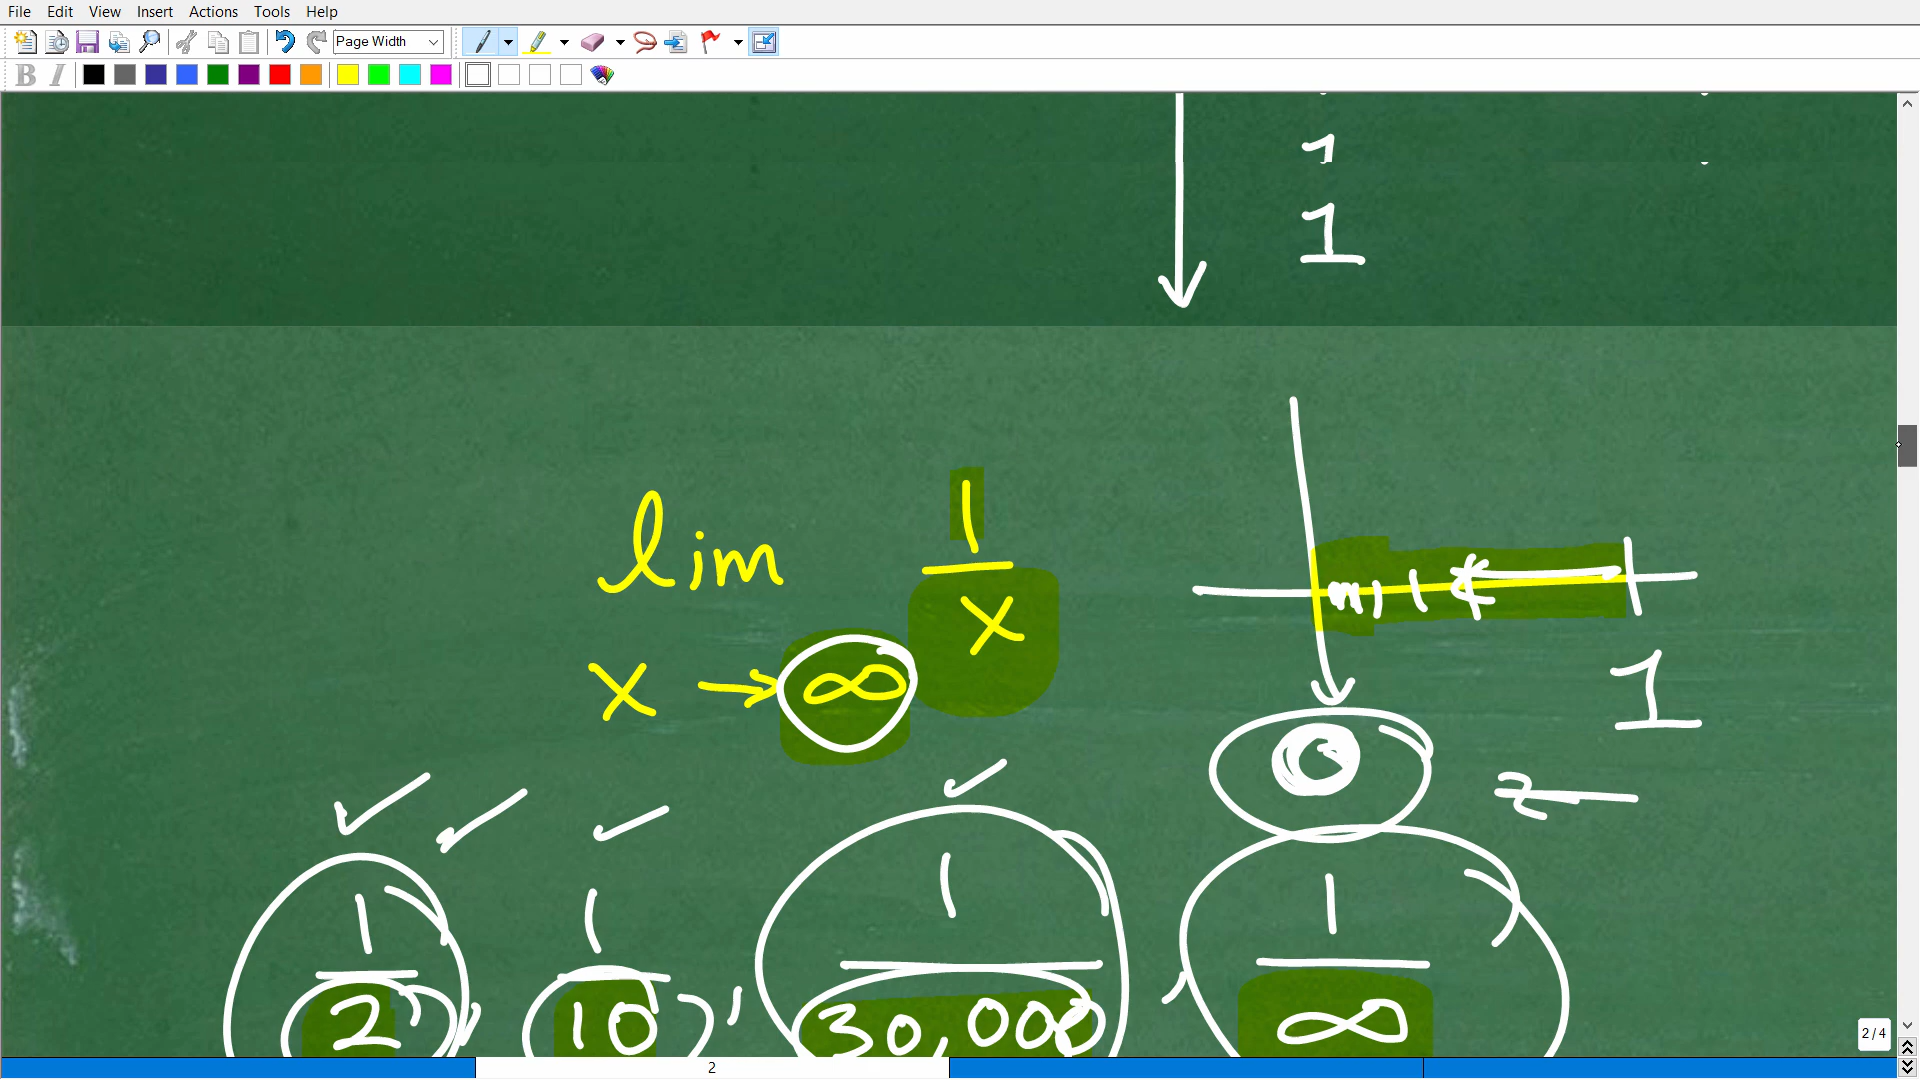 File Edit View Insert Actions Tools Help
Page Width
B I
1
1
lim 1/x
x → ∞
1
0
1/2, 1/10, 1/30,000, 1/∞
2 / 4
2